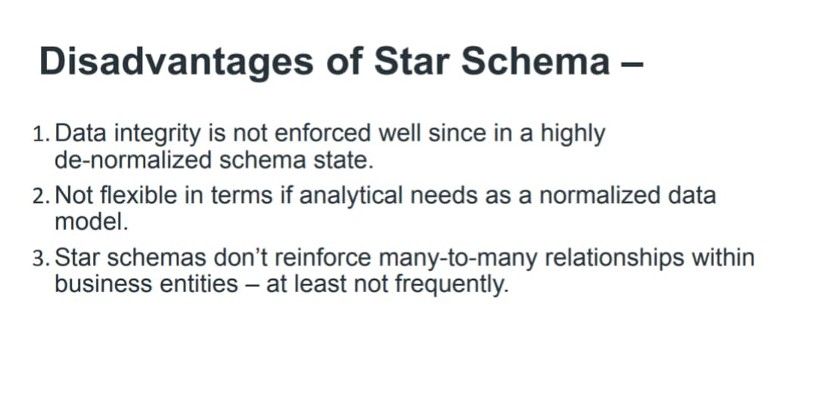 Disadvantages of Star Schema –
1. Data integrity is not enforced well since in a highly
de-normalized schema state.
2. Not flexible in terms if analytical needs as a normalized data
model.
3. Star schemas don’t reinforce many-to-many relationships within
business entities – at least not frequently.